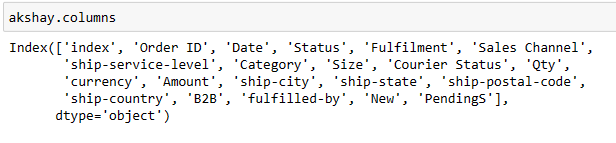 akshay.columns
Index(['index', 'Order ID', 'Date', 'Status', 'Fulfilment', 'Sales Channel',
'ship-service-level', 'Category', 'Size', 'Courier Status', 'Qty',
'currency', 'Amount', 'ship-city', 'ship-state', 'ship-postal-code',
'ship-country', 'B2B', 'fulfilled-by', 'New', 'PendingS'],
dtype='object')